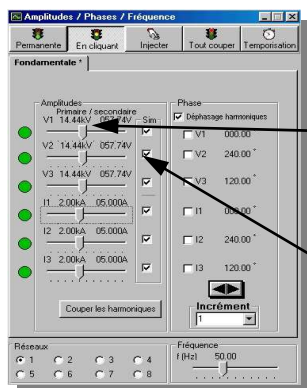 Amplitudes / Phases / Fréquence
Permanente En cliquant Injecter Tout couper Temporisation
Fondamentale *
Amplitudes
Primaire / secondaire
Sim
V1 14.44kV 057.74V
V2 14.44kV 057.74V
V3 14.44kV 057.74V
I1 2.00kA 05.000A
I2 2.00kA 05.000A
I3 2.00kA 05.000A
Couper les harmoniques
Phase
Déphasage harmoniques
V1 000.00
V2 240.00 °
V3 120.00 °
I1 000.00 °
I2 240.00 °
I3 120.00 °
Incrément
1
Réseaux
1 2 3 4
5 6 7 8
Fréquence
f (Hz) 50.00